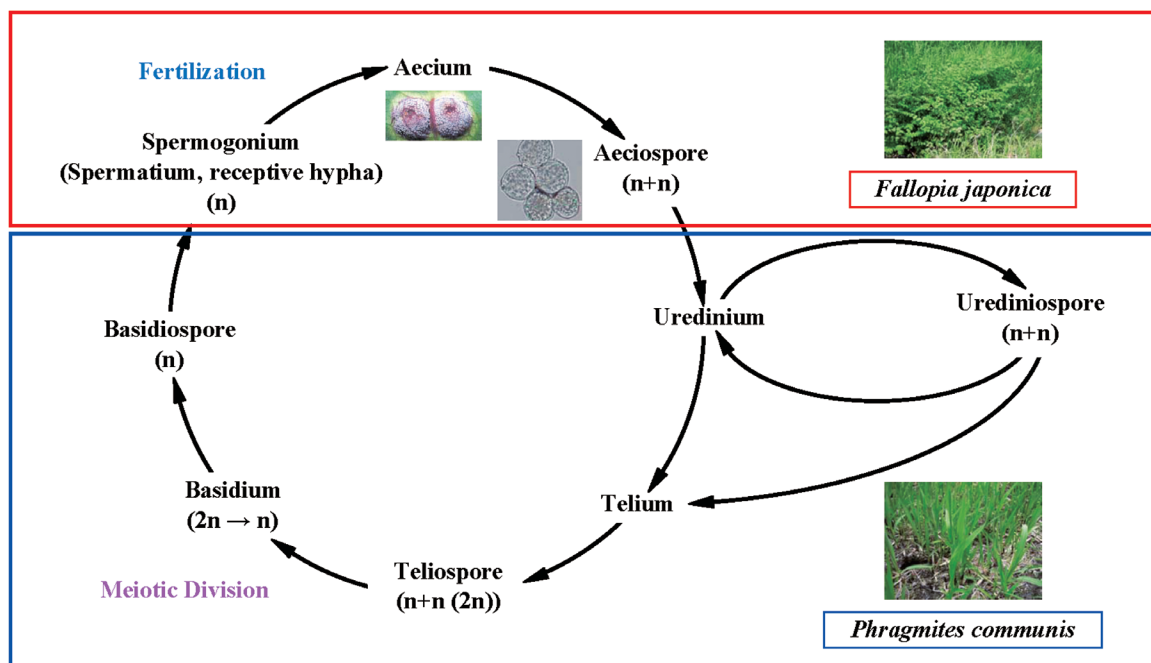 Fertilization
Aecium
Spermogonium
(Spermatium, receptive hypha)
(n)
Aeciospore
(n+n)
Fallopia japonica
Uredinium
Urediniospore
(n+n)
Basidiospore
(n)
Basidium
(2n → n)
Telium
Teliospore
(n+n (2n))
Meiotic Division
Phragmites communis